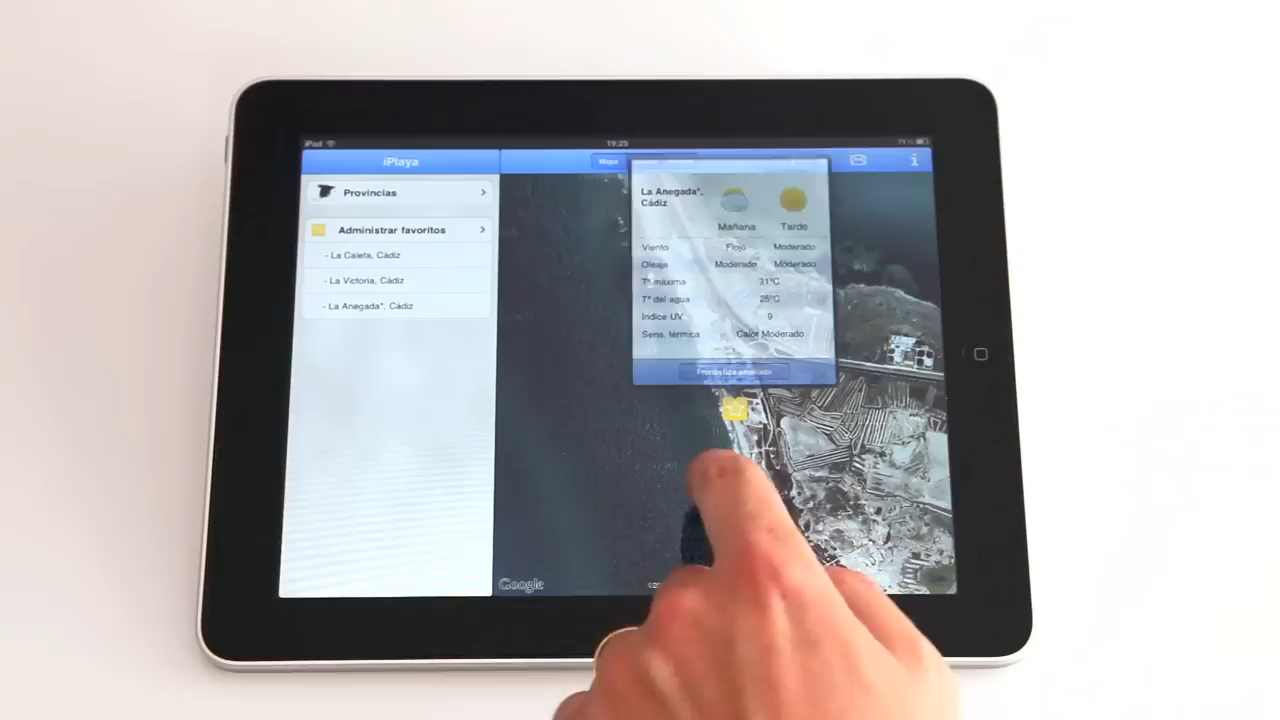 iPad
19:25
71%
iPlaya
Mapa
i
Provincias
Administrar favoritos
- La Caleta, Cádiz
- La Victoria, Cádiz
- La Anegada*, Cádiz
La Anegada*,
Cádiz
Mañana Tarde
Viento Flojo Moderado
Oleaje Moderado Moderado
Tª máxima 31ºC
Tª del agua 25ºC
Índice UV 9
Sens. térmica Calor Moderado
Pronóstico ampliado
Google